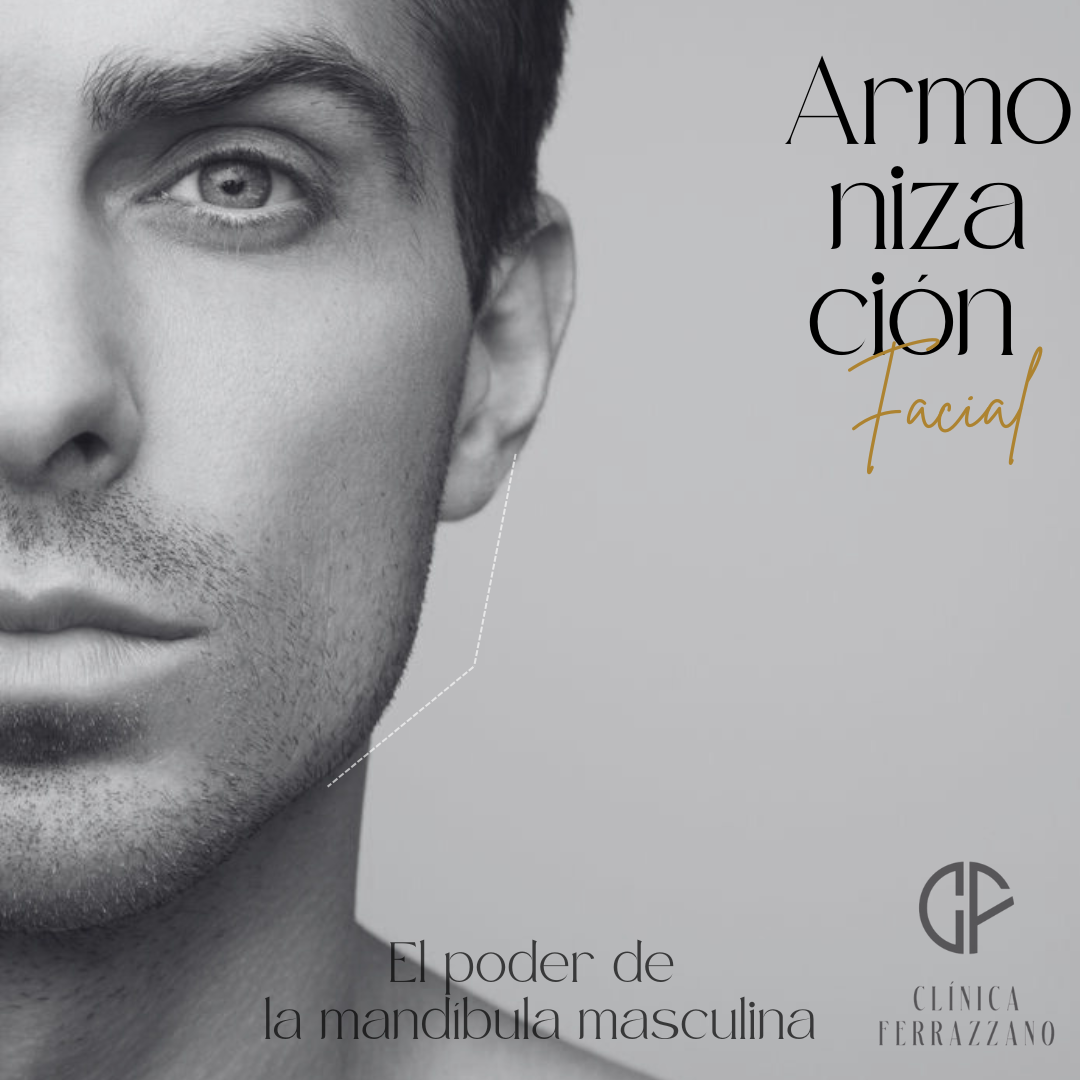 Armo
niza
ción
Facial
El poder de
la mandíbula masculina
CF
CLÍNICA
FERRAZZANO